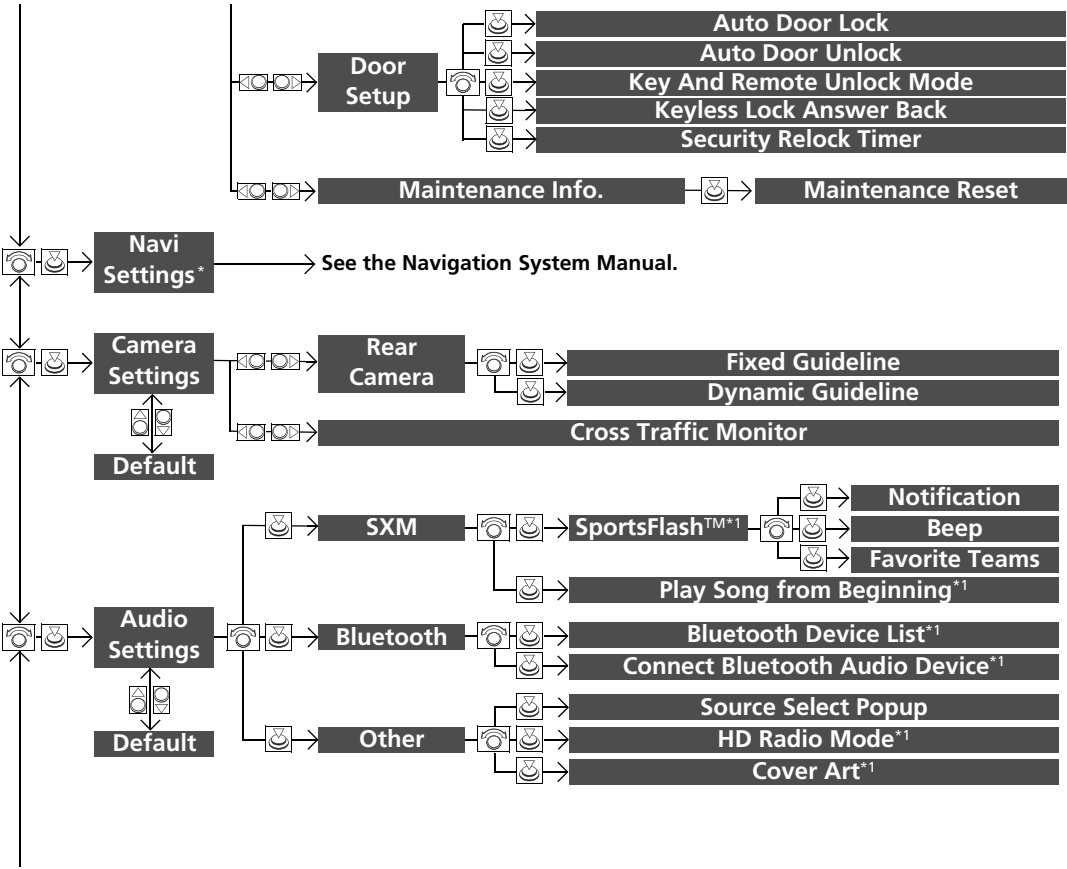 Auto Door Lock
Auto Door Unlock
Door
Setup
Key And Remote Unlock Mode
Keyless Lock Answer Back
Security Relock Timer
Maintenance Info.
Maintenance Reset
Navi
Settings*
See the Navigation System Manual.
Camera
Settings
Rear
Camera
Fixed Guideline
Dynamic Guideline
Cross Traffic Monitor
Default
SXM
SportsFlash™*1
Notification
Beep
Favorite Teams
Play Song from Beginning*1
Audio
Settings
Bluetooth
Bluetooth Device List*1
Connect Bluetooth Audio Device*1
Default
Other
Source Select Popup
HD Radio Mode*1
Cover Art*1